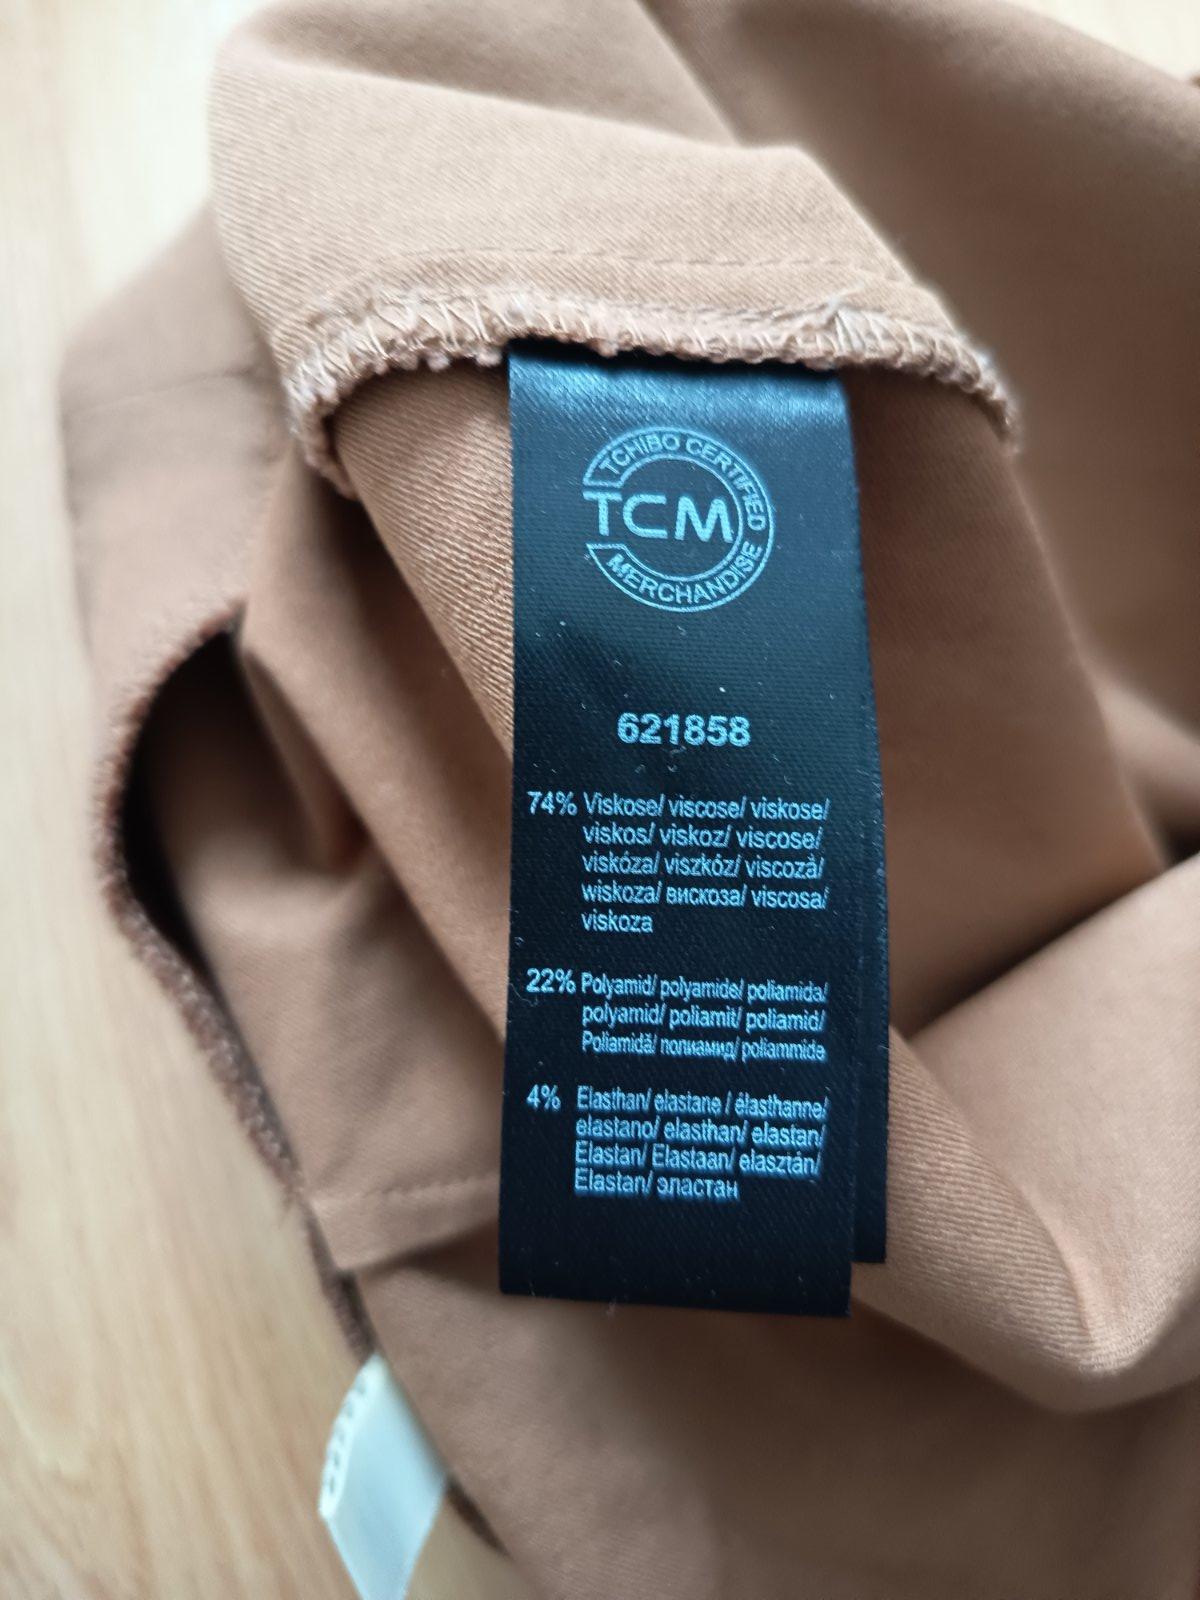 TCHIBO CERTIFIED
TCM
MERCHANDISE
621858
74% Viskose/ viscose/ viskose/
viskos/ viskoz/ viscose/
viskóza/ viszkóz/ viscoză/
wiskoza/ вискоза/ viscosa/
viskoza
22% Polyamid/ polyamide/ poliamida/
polyamid/ poliamit/ poliamid/
Poliamidă/ полиамид/ poliammide
4% Elasthan/ elastane / élasthanne/
elastano/ elasthan/ elastan/
Elastan/ Elastaan/ elasztán/
Elastan/ эластан